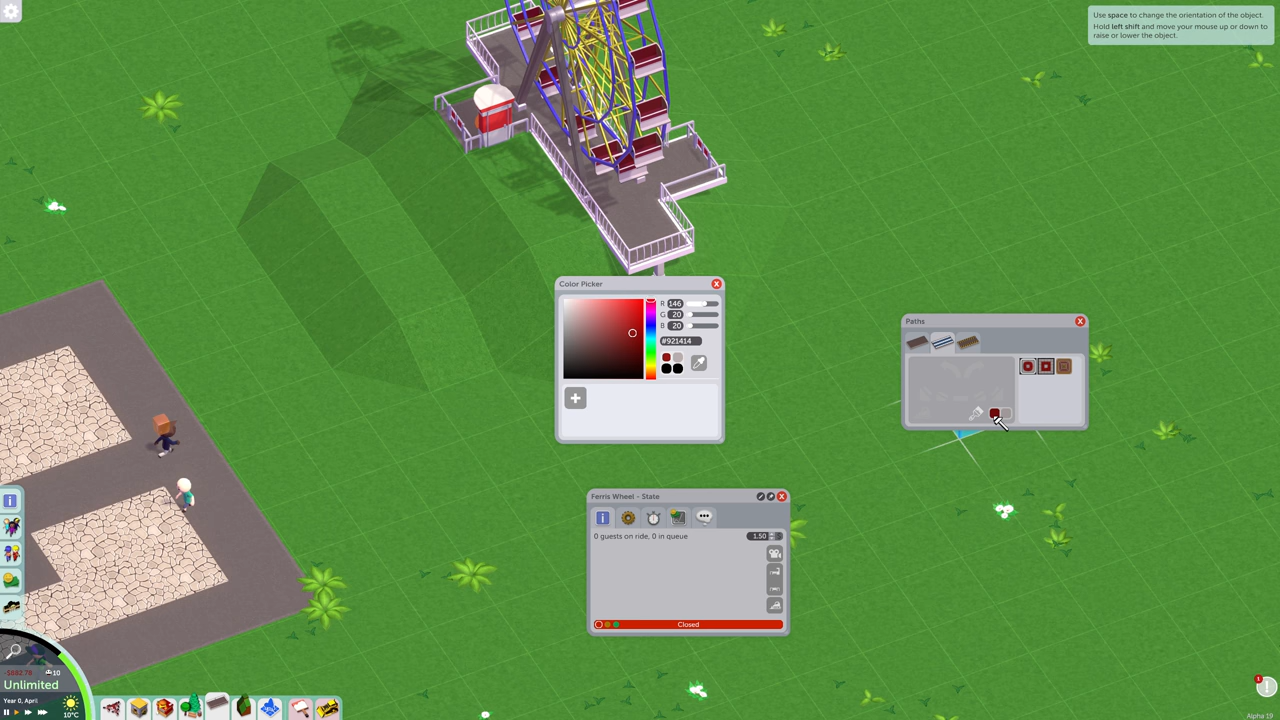 Use space to change the orientation of the object.
Hold left shift and move your mouse up or down to
raise or lower the object.
Color Picker
R 146
G 20
B 20
#921414
Paths
Ferris Wheel - State
0 guests on ride, 0 in queue
1.50
Closed
10
Unlimited
Year 0, April
10°C
1
Alpha 19